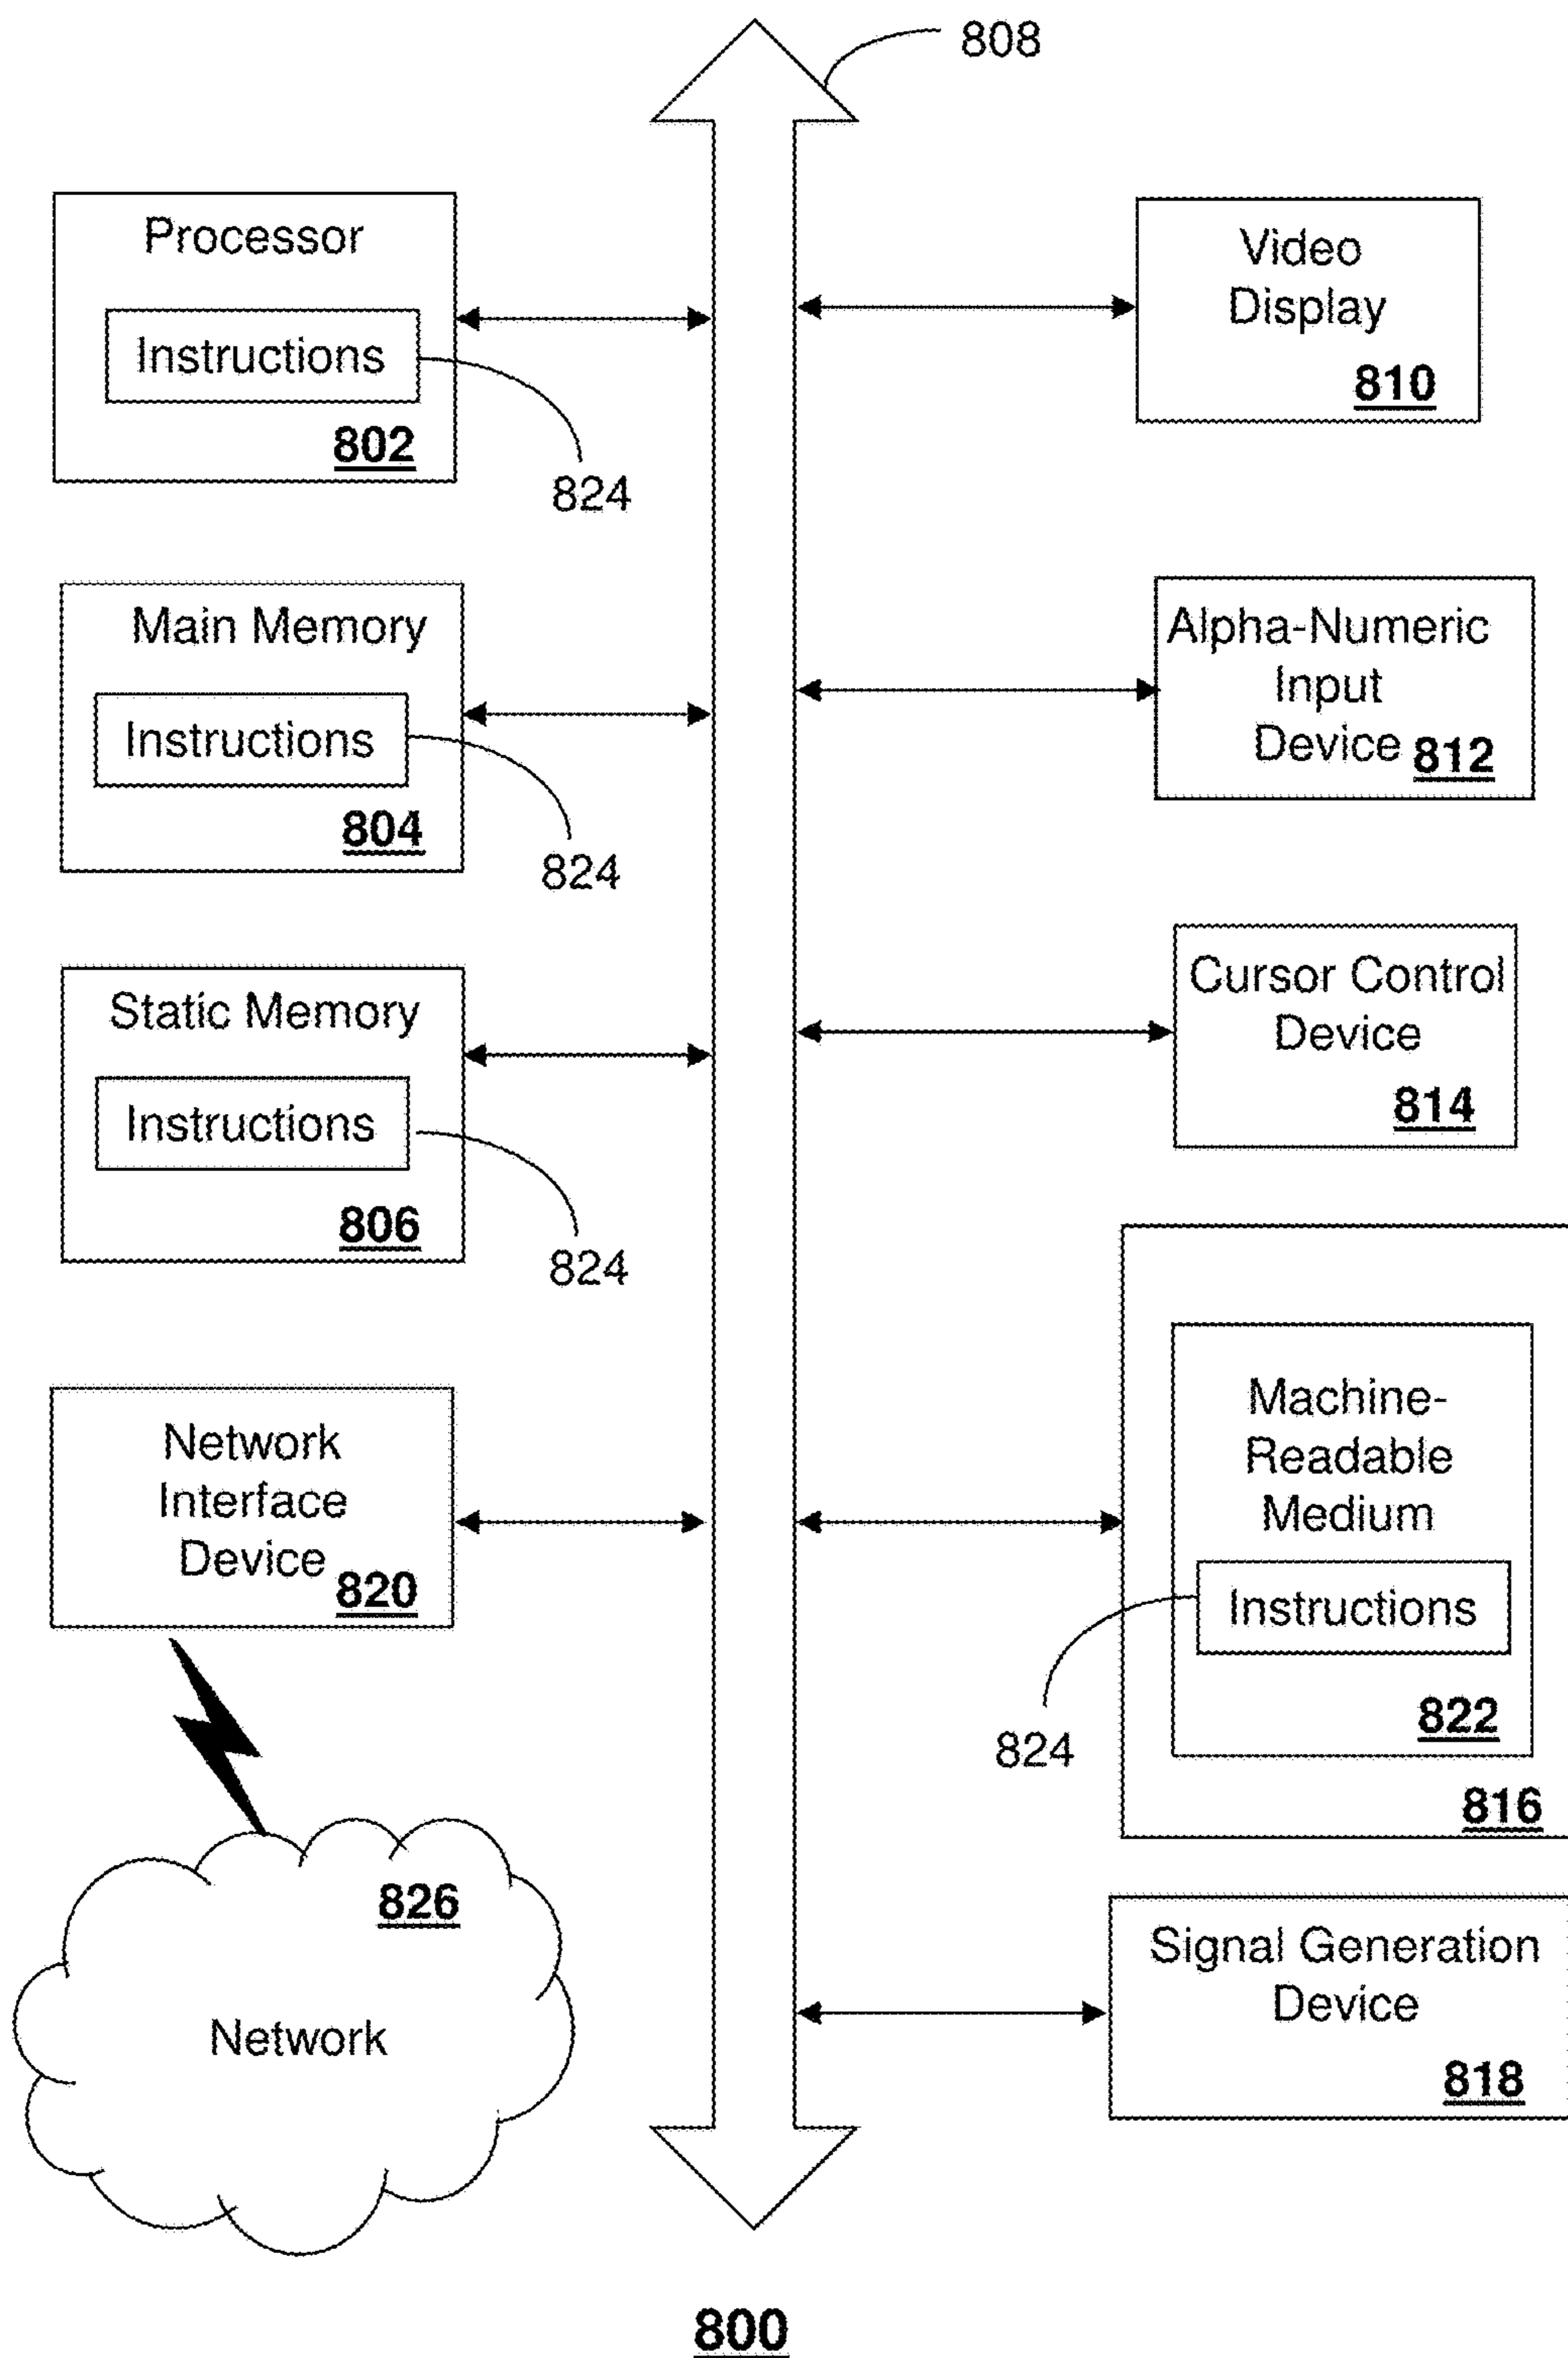 808
Processor
Instructions
802
824
Main Memory
Instructions
804
824
Static Memory
Instructions
806
824
Network
Interface
Device
820
826
Network
Video
Display
810
Alpha-Numeric
Input
Device
812
Cursor Control
Device
814
Machine-
Readable
Medium
Instructions
824
822
816
Signal Generation
Device
818
800